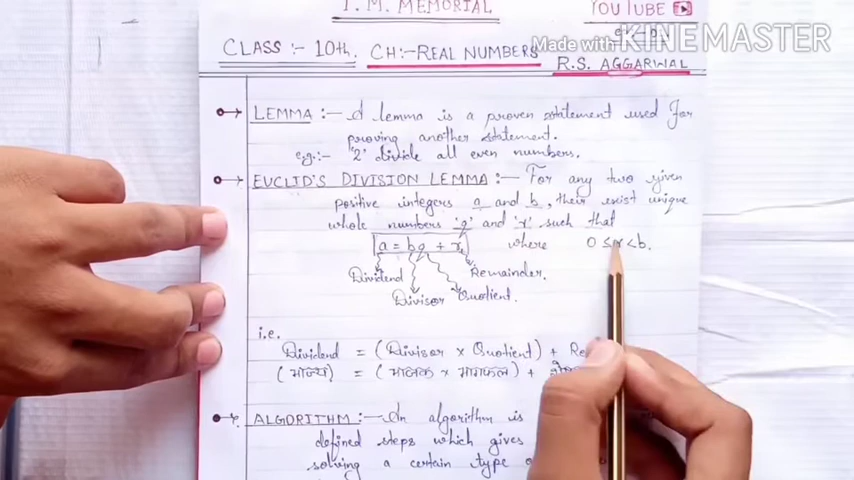 I. M. MEMORIAL
YOUTUBE
CLASS :- 10th. CH:- REAL NUMBERS
Made with KINEMASTER
R.S. AGGARWAL
LEMMA :- A lemma is a proven statement used for
proving another statement.
e.g:- '2' divide all even numbers.
EUCLID'S DIVISION LEMMA :- For any two given
positive integers a and b, their exist unique
whole numbers 'q' and 'r' such that
a = bq + r, where 0 ≤ r < b.
Dividend Remainder.
Divisor Quotient.
i.e.
Dividend = (Divisor x Quotient) + Re
(भाज्य) = (भाजक x भागफल) +
ALGORITHM :- An algorithm is
defined steps which gives
solving a certain type